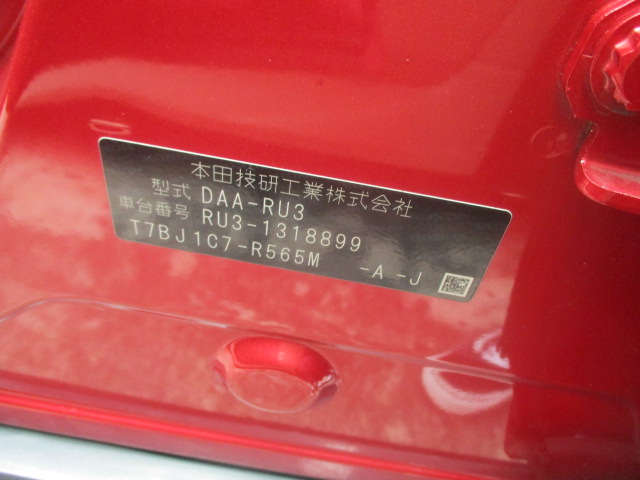 本田技研工業株式会社
型式 DAA-RU3
車台番号 RU3-1318899
T7BJ1C7-R565M -A -J